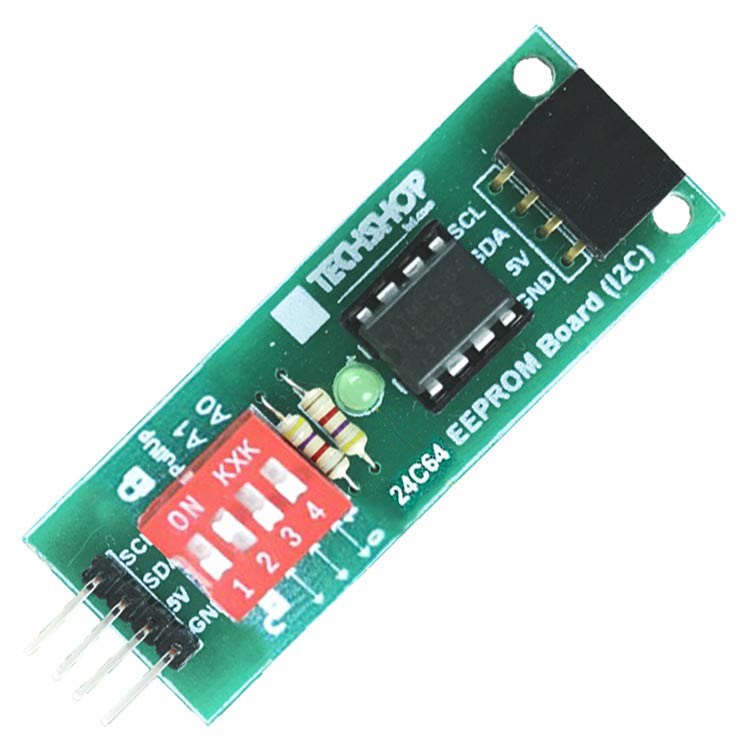 TECHSHOP
SCL
SDA
5V
GND
24C64 EEPROM Board (I2C)
A0
A1
PullUp
ON KXK
1 2 3 4
SCL
SD
5V
GN